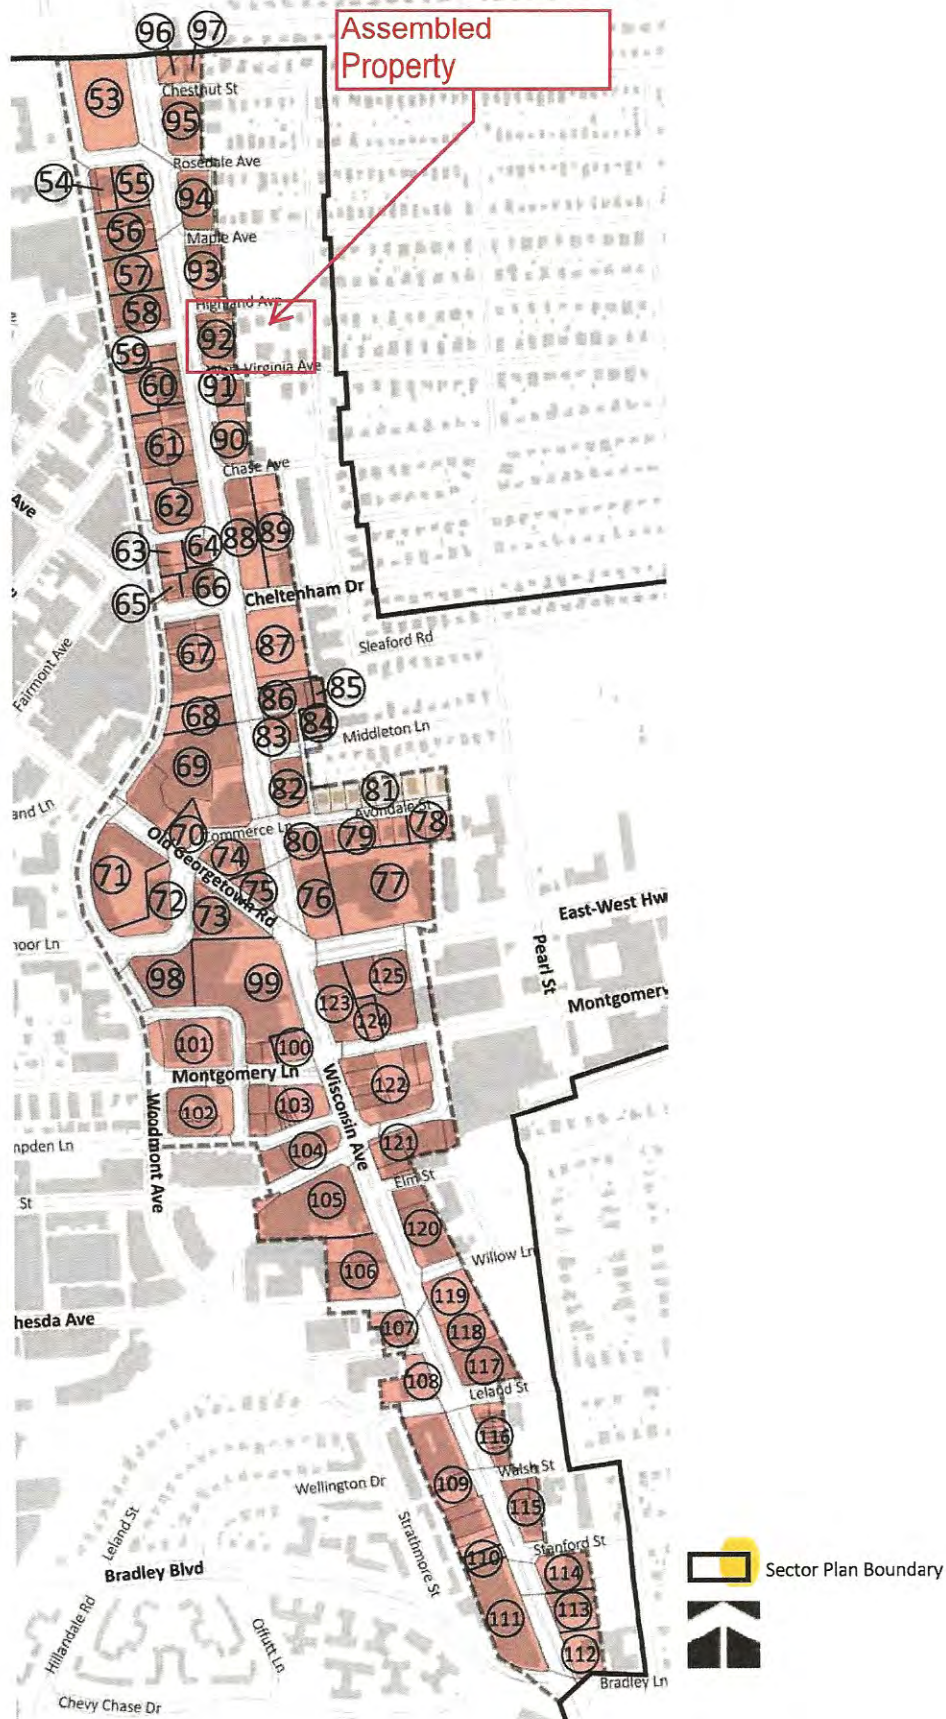 Assembled
Property
96
97
53
Chestnut St
95
Rosedale Ave
54
55
94
56
Maple Ave
57
93
Highland Ave
58
92
59
Virginia Ave
60
91
61
90
Chase Ave
Ave
62
88
89
63
64
65
66
Cheltenham Dr
Sleaford Rd
67
87
Fairmont Ave
85
86
68
84
83
Middleton Ln
69
82
81
and Ln
Avondale St
70
Commerce Ln
80
79
78
Old Georgetown Rd
74
71
75
76
77
72
73
East-West Hw
Pearl St
oor Ln
98
99
125
123
124
Montgomery
101
100
Montgomery Ln
Wisconsin Ave
122
Woodmont Ave
102
103
mpden Ln
104
121
Elm St
St
105
120
Willow Ln
106
119
hesda Ave
107
118
117
108
Leland St
116
Walsh St
109
Wellington Dr
115
Leland St
Strathmore St
Stanford St
110
114
Bradley Blvd
113
111
112
Hillandale Rd
Offutt Ln
Bradley Ln
Chevy Chase Dr
Sector Plan Boundary